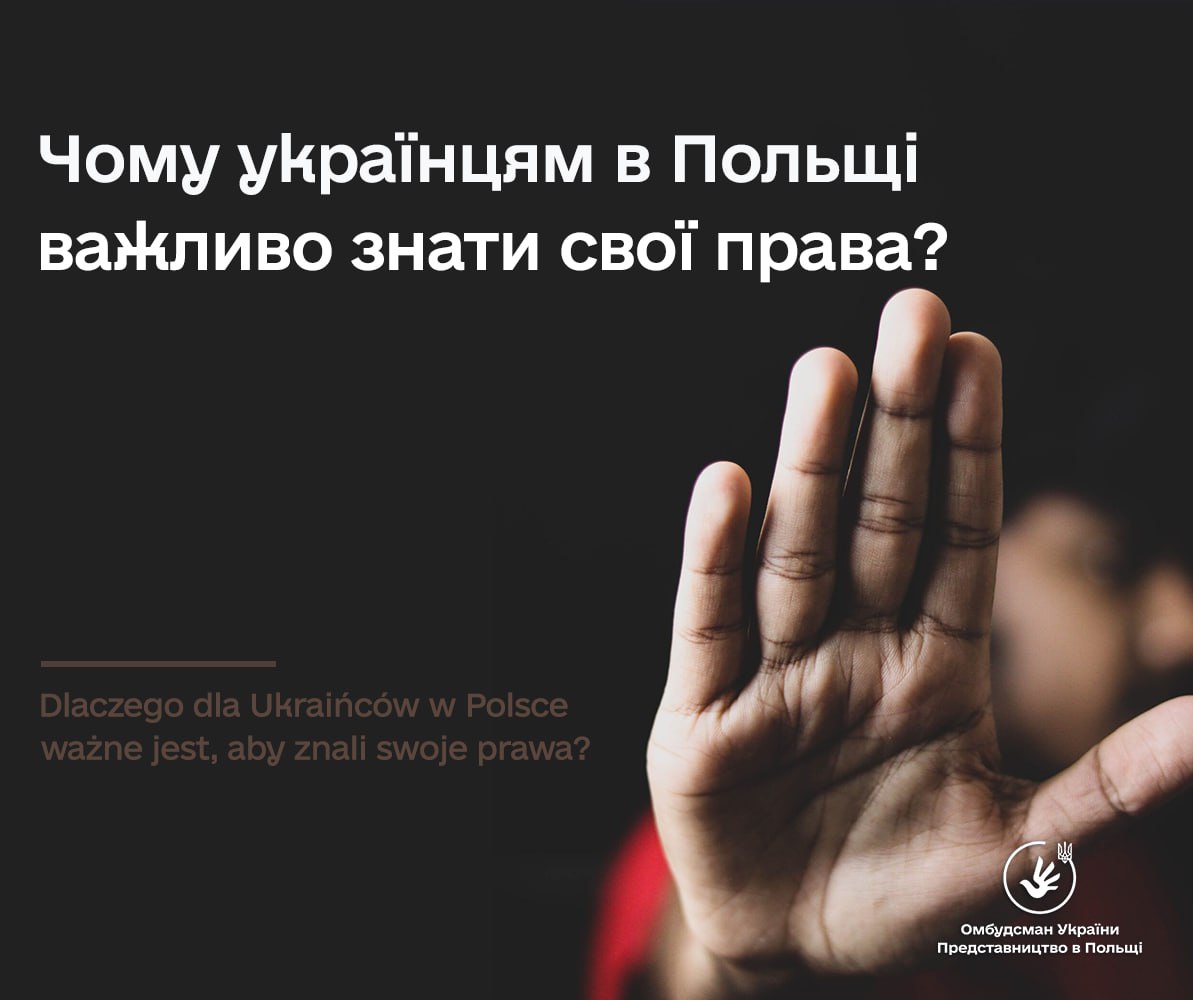 Чому українцям в Польщі
важливо знати свої права?
Dlaczego dla Ukraińców w Polsce
ważne jest, aby znali swoje prawa?
Омбудсман України
Представництво в Польщі